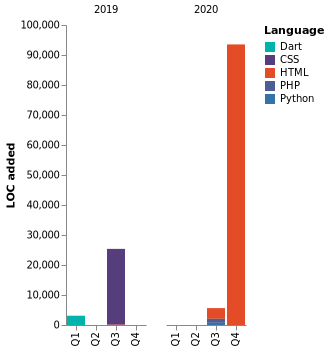 2019 2020
Language
Dart
CSS
HTML
PHP
Python
LOC added
100,000
90,000
80,000
70,000
60,000
50,000
40,000
30,000
20,000
10,000
0
Q1 Q2 Q3 Q4 Q1 Q2 Q3 Q4